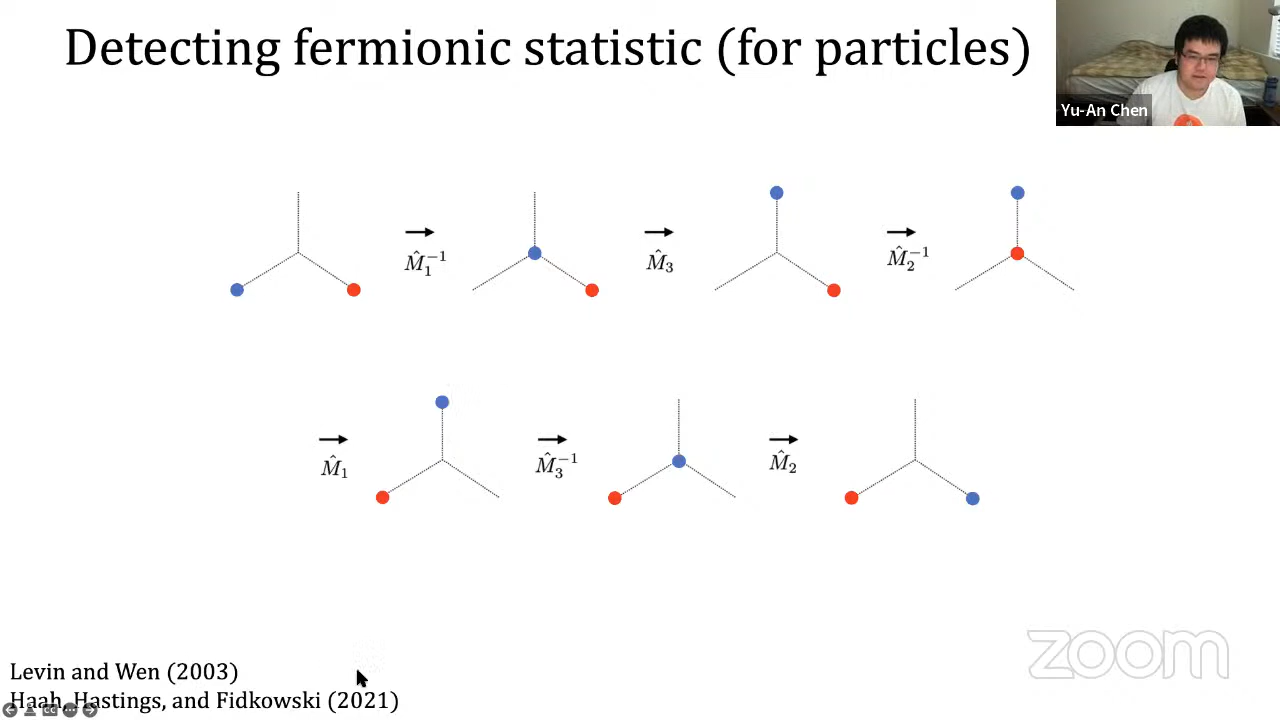 Detecting fermionic statistic (for particles)
Yu-An Chen
M̂₁⁻¹
M̂₃
M̂₂⁻¹
M̂₁
M̂₃⁻¹
M̂₂
zoom
Levin and Wen (2003)
Haah, Hastings, and Fidkowski (2021)